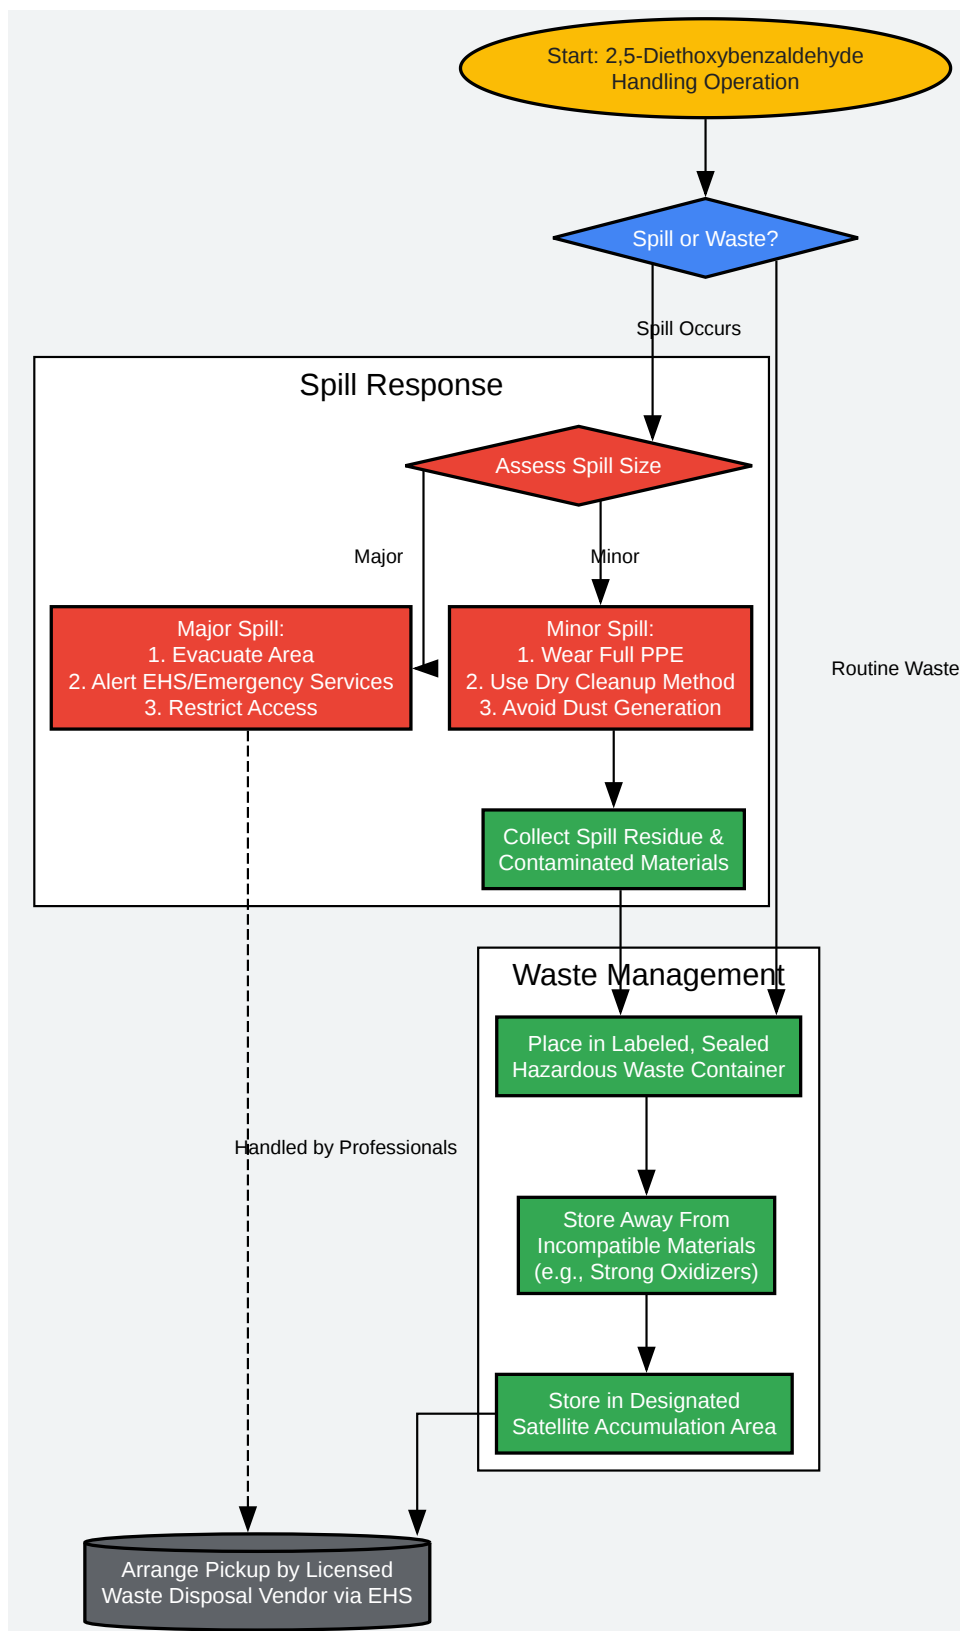 Start: 2,5-Diethoxybenzaldehyde
Handling Operation
Spill or Waste?
Spill Occurs
Spill Response
Assess Spill Size
Major
Minor
Major Spill:
1. Evacuate Area
2. Alert EHS/Emergency Services
3. Restrict Access
Minor Spill:
1. Wear Full PPE
2. Use Dry Cleanup Method
3. Avoid Dust Generation
Routine Waste
Collect Spill Residue &
Contaminated Materials
Waste Management
Place in Labeled, Sealed
Hazardous Waste Container
Handled by Professionals
Store Away From
Incompatible Materials
(e.g., Strong Oxidizers)
Store in Designated
Satellite Accumulation Area
Arrange Pickup by Licensed
Waste Disposal Vendor via EHS